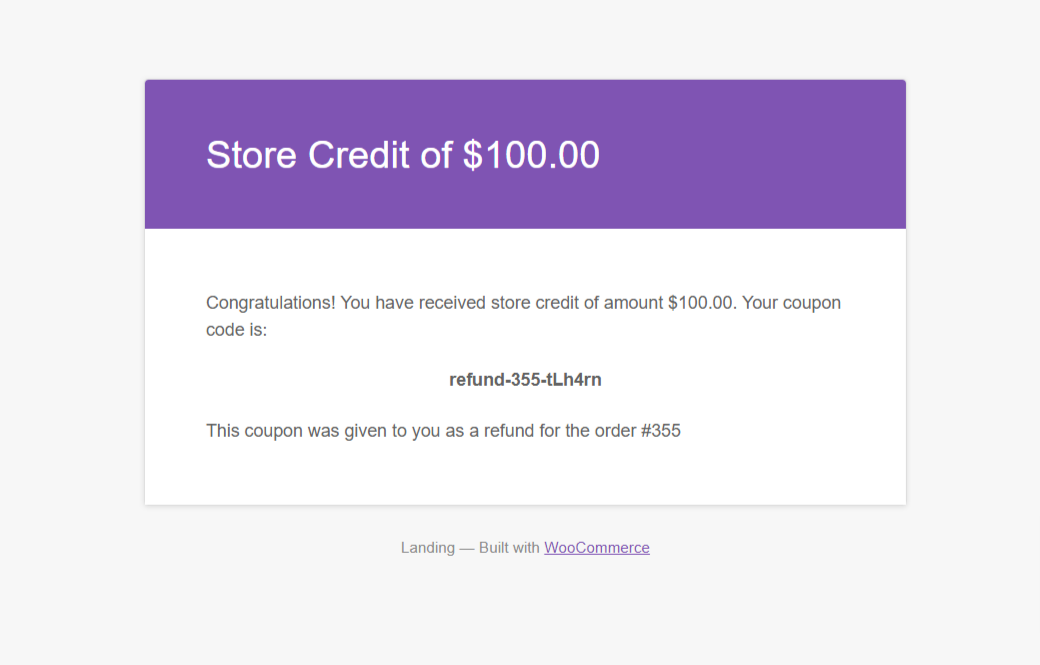 Store Credit of $100.00
Congratulations! You have received store credit of amount $100.00. Your coupon
code is:
refund-355-tLh4rn
This coupon was given to you as a refund for the order #355
Landing — Built with WooCommerce